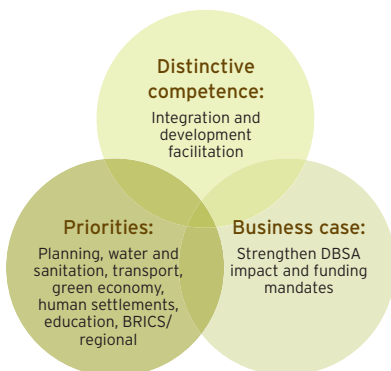 Distinctive
competence:
Integration and
development
facilitation
Priorities:
Planning, water and
sanitation, transport,
green economy,
human settlements,
education, BRICS/
regional
Business case:
Strengthen DBSA
impact and funding
mandates